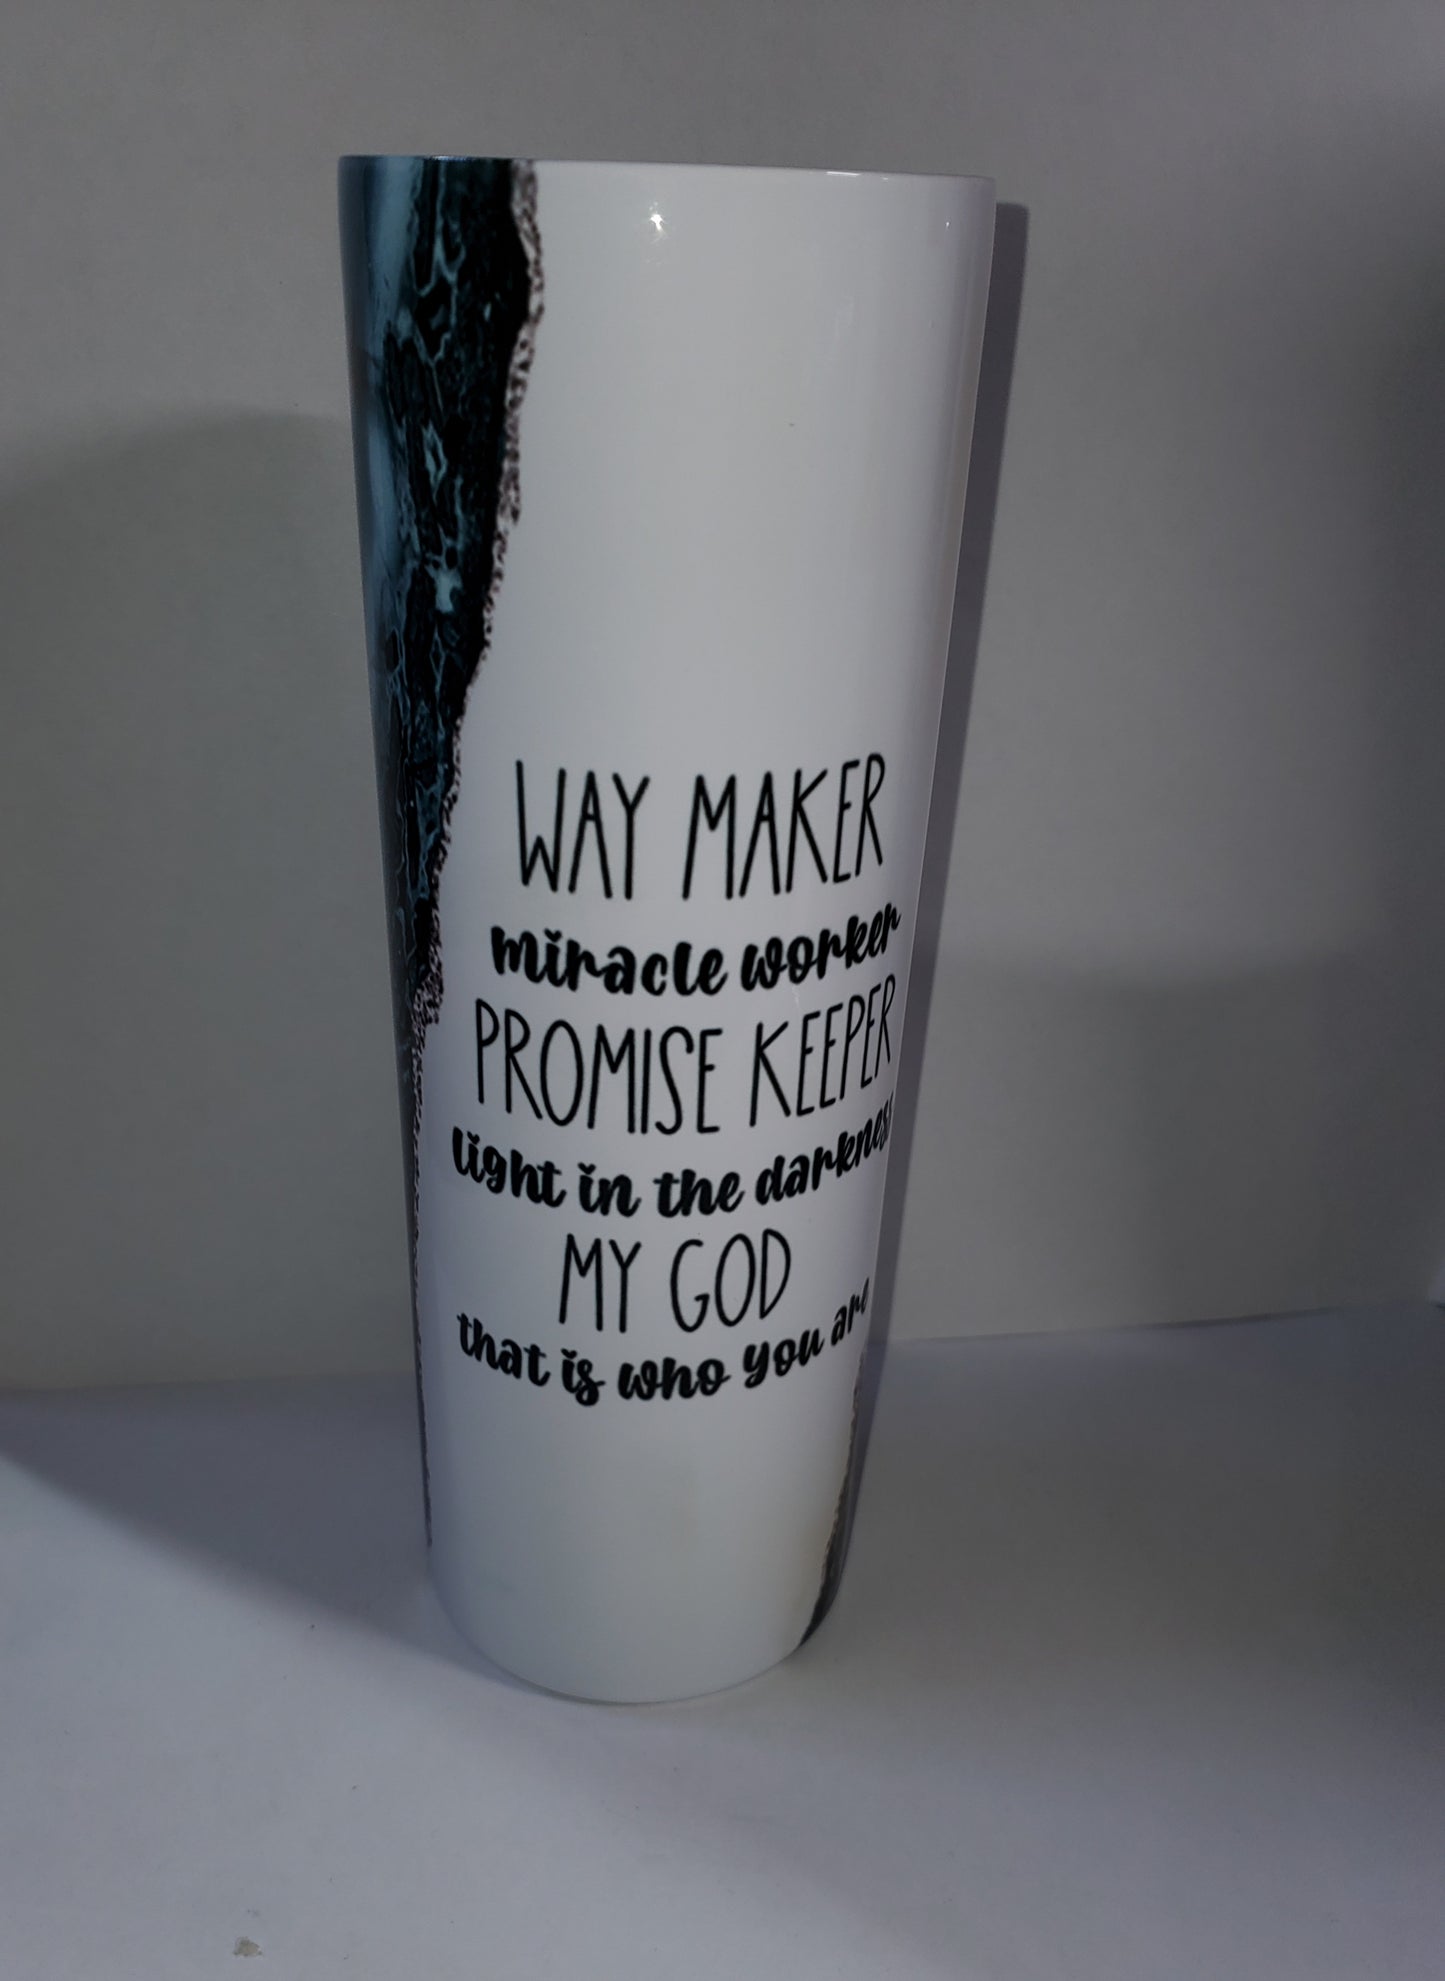 WAY MAKER
miracle worker
PROMISE KEEPER
light in the darkness
MY GOD
that is who you are